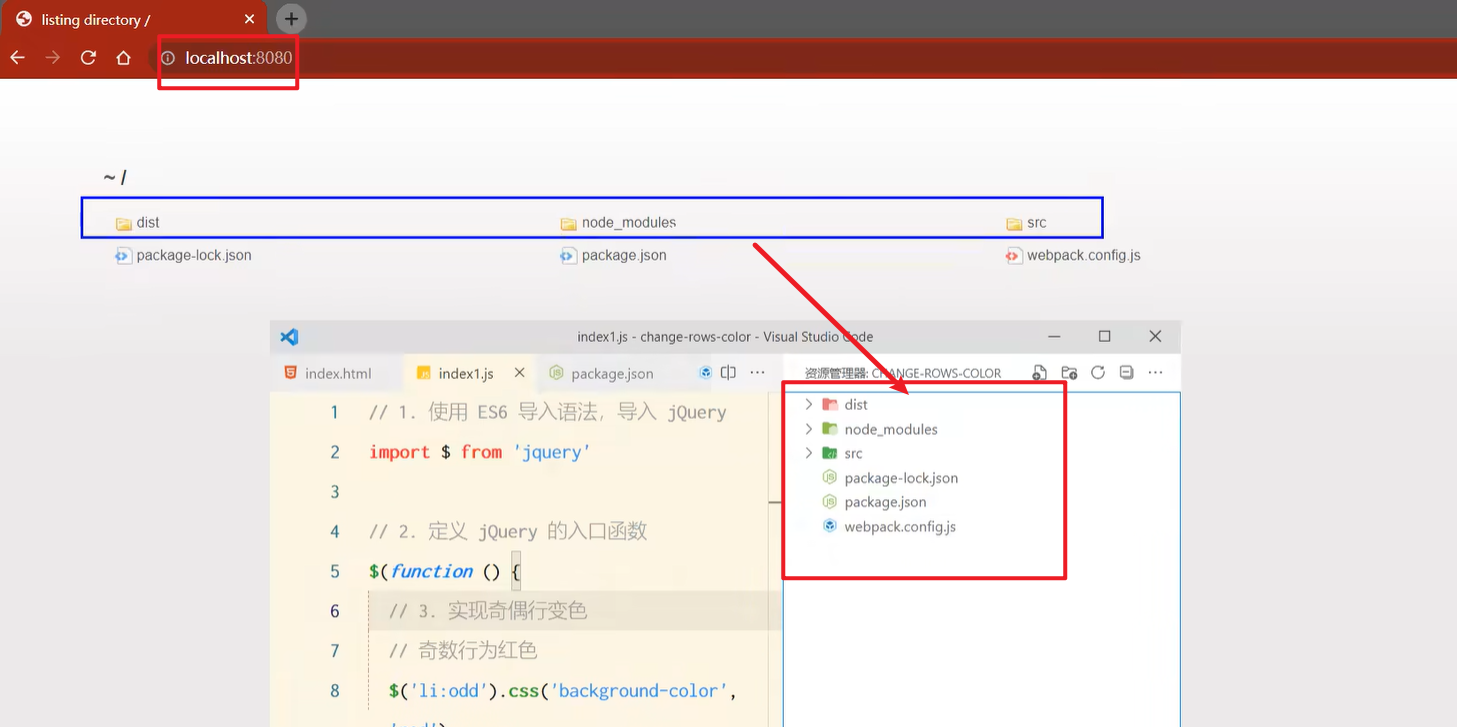 listing directory /
localhost:8080
~ /
dist node_modules src
package-lock.json package.json webpack.config.js
index1.js - change-rows-color - Visual Studio Code
index.html index1.js package.json
资源管理器: CHANGE-ROWS-COLOR
1 // 1. 使用 ES6 导入语法，导入 jQuery
2 import $ from 'jquery'
3
4 // 2. 定义 jQuery 的入口函数
5 $(function () {
6 // 3. 实现奇偶行变色
7 // 奇数行为红色
8 $('li:odd').css('background-color',
dist
node_modules
src
package-lock.json
package.json
webpack.config.js